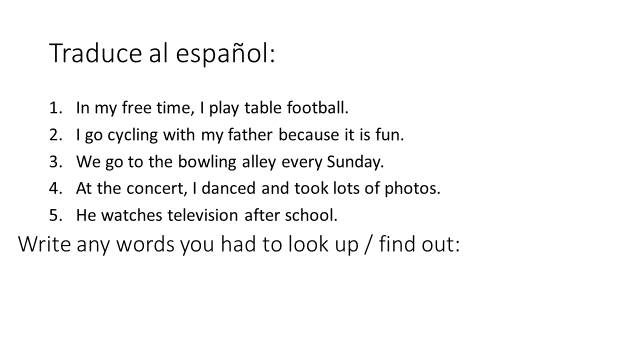 Traduce al español:
1. In my free time, I play table football.
2. I go cycling with my father because it is fun.
3. We go to the bowling alley every Sunday.
4. At the concert, I danced and took lots of photos.
5. He watches television after school.
Write any words you had to look up / find out: